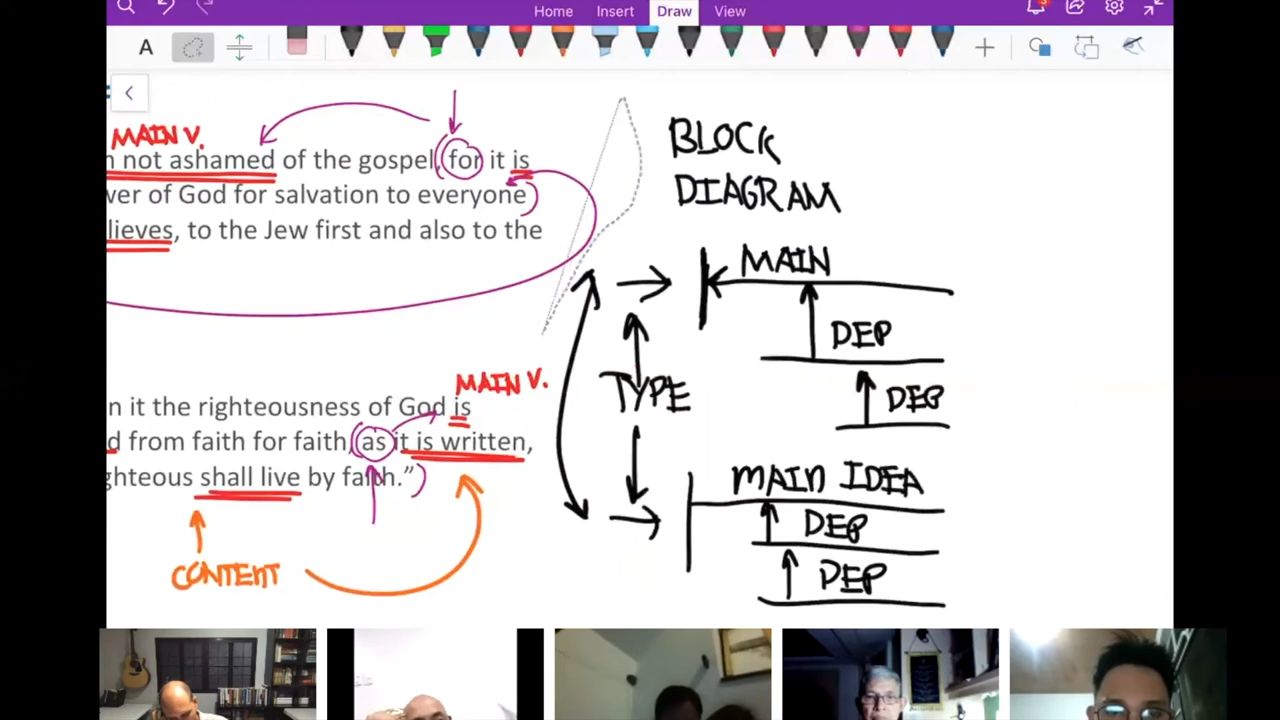 Home Insert Draw View
A
MAIN V.
not ashamed of the gospel, for it is
of God for salvation to everyone
, to the Jew first and also to the
MAIN V.
it the righteousness of God is
from faith for faith, as it is written,
shall live by faith.”
CONTENT
BLOCK
DIAGRAM
MAIN
DEP
DEP
TYPE
MAIN IDEA
DEP
DEP